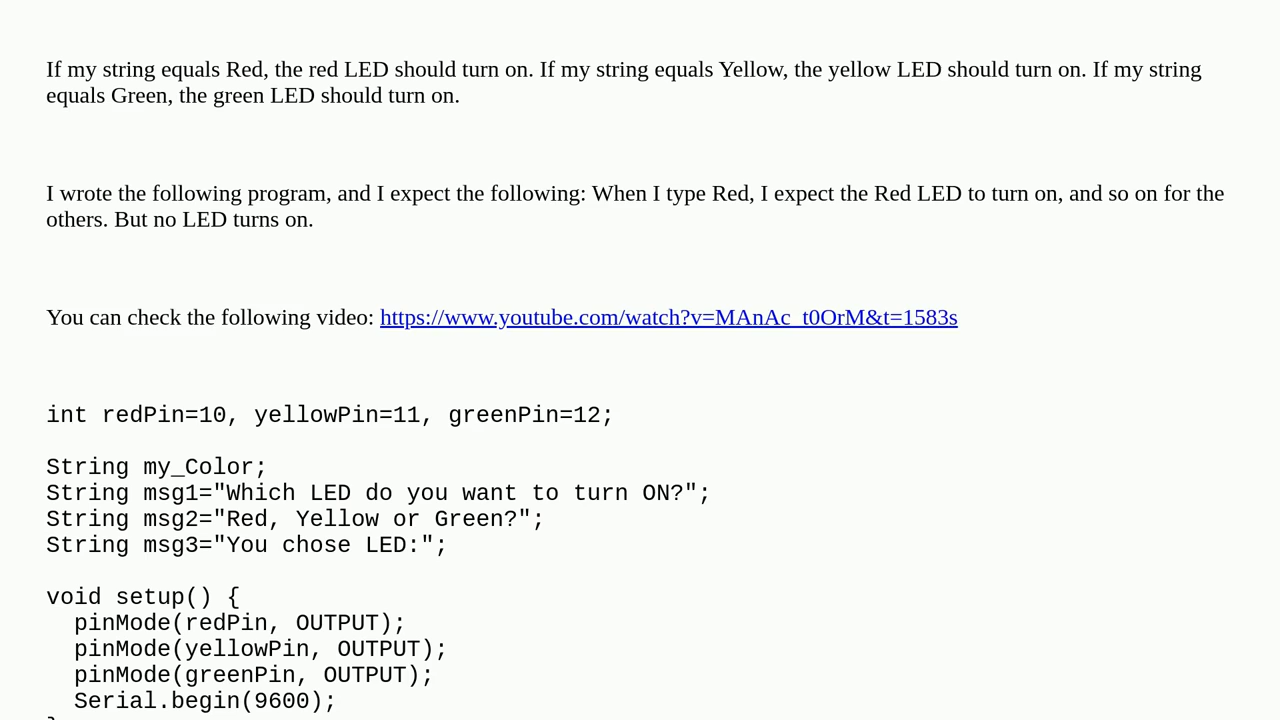 If my string equals Red, the red LED should turn on. If my string equals Yellow, the yellow LED should turn on. If my string
equals Green, the green LED should turn on.
I wrote the following program, and I expect the following: When I type Red, I expect the Red LED to turn on, and so on for the
others. But no LED turns on.
You can check the following video: https://www.youtube.com/watch?v=MAnAc_t0OrM&t=1583s
int redPin=10, yellowPin=11, greenPin=12;
String my_Color;
String msg1="Which LED do you want to turn ON?";
String msg2="Red, Yellow or Green?";
String msg3="You chose LED:";
void setup() {
  pinMode(redPin, OUTPUT);
  pinMode(yellowPin, OUTPUT);
  pinMode(greenPin, OUTPUT);
  Serial.begin(9600);